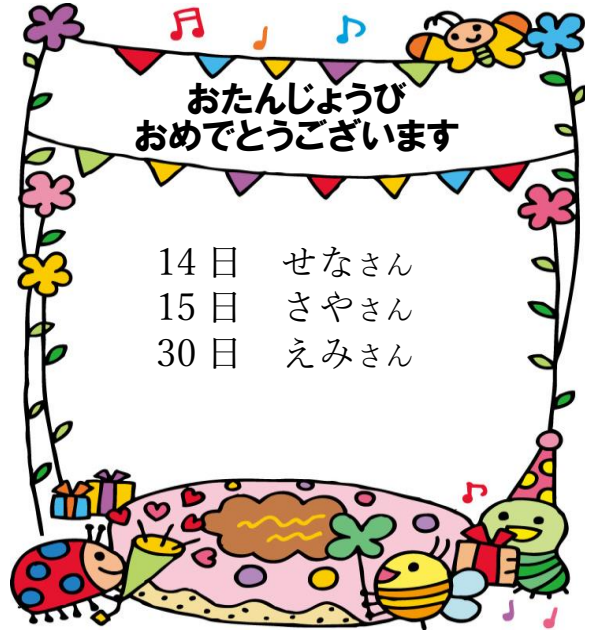 おたんじょうび
おめでとうございます
14日　せなさん
15日　さやさん
30日　えみさん